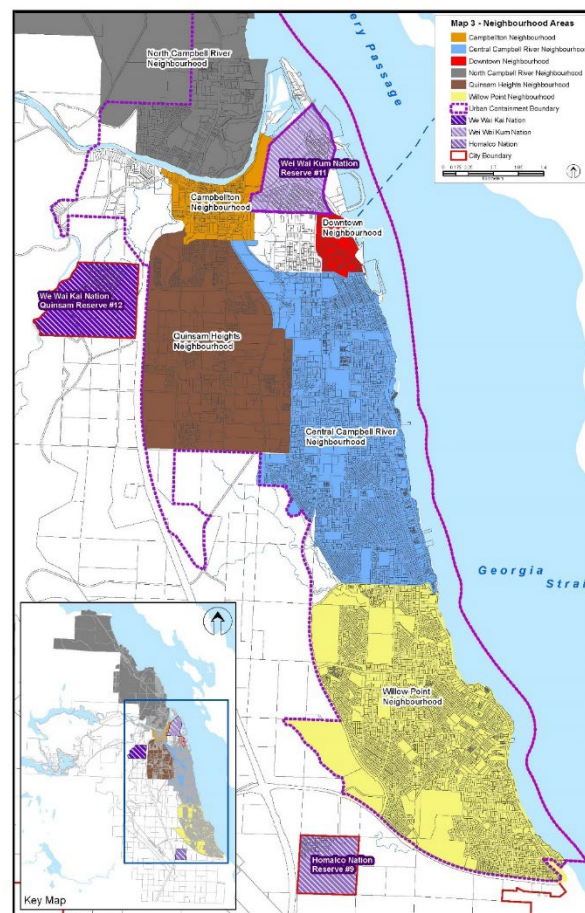 North Campbell River
Neighbourhood
Passage
Map 3 - Neighbourhood Areas
Campbellton Neighbourhood
Central Campbell River Neighbourhood
Downtown Neighbourhood
North Campbell River Neighbourhood
Quinsam Heights Neighbourhood
Willow Point Neighbourhood
Urban Containment Boundary
We Wai Kai Nation
Wei Wai Kum Nation
Homalco Nation
City Boundary
Wei Wai Kum Nation
Reserve #11
Campbellton
Neighbourhood
Downtown
Neighbourhood
We Wai Kai Nation
Quinsam Reserve #12
Quinsam Heights
Neighbourhood
Central Campbell River
Neighbourhood
Georgia
Willow Point
Neighbourhood
Homalco Nation
Reserve #9
Key Map